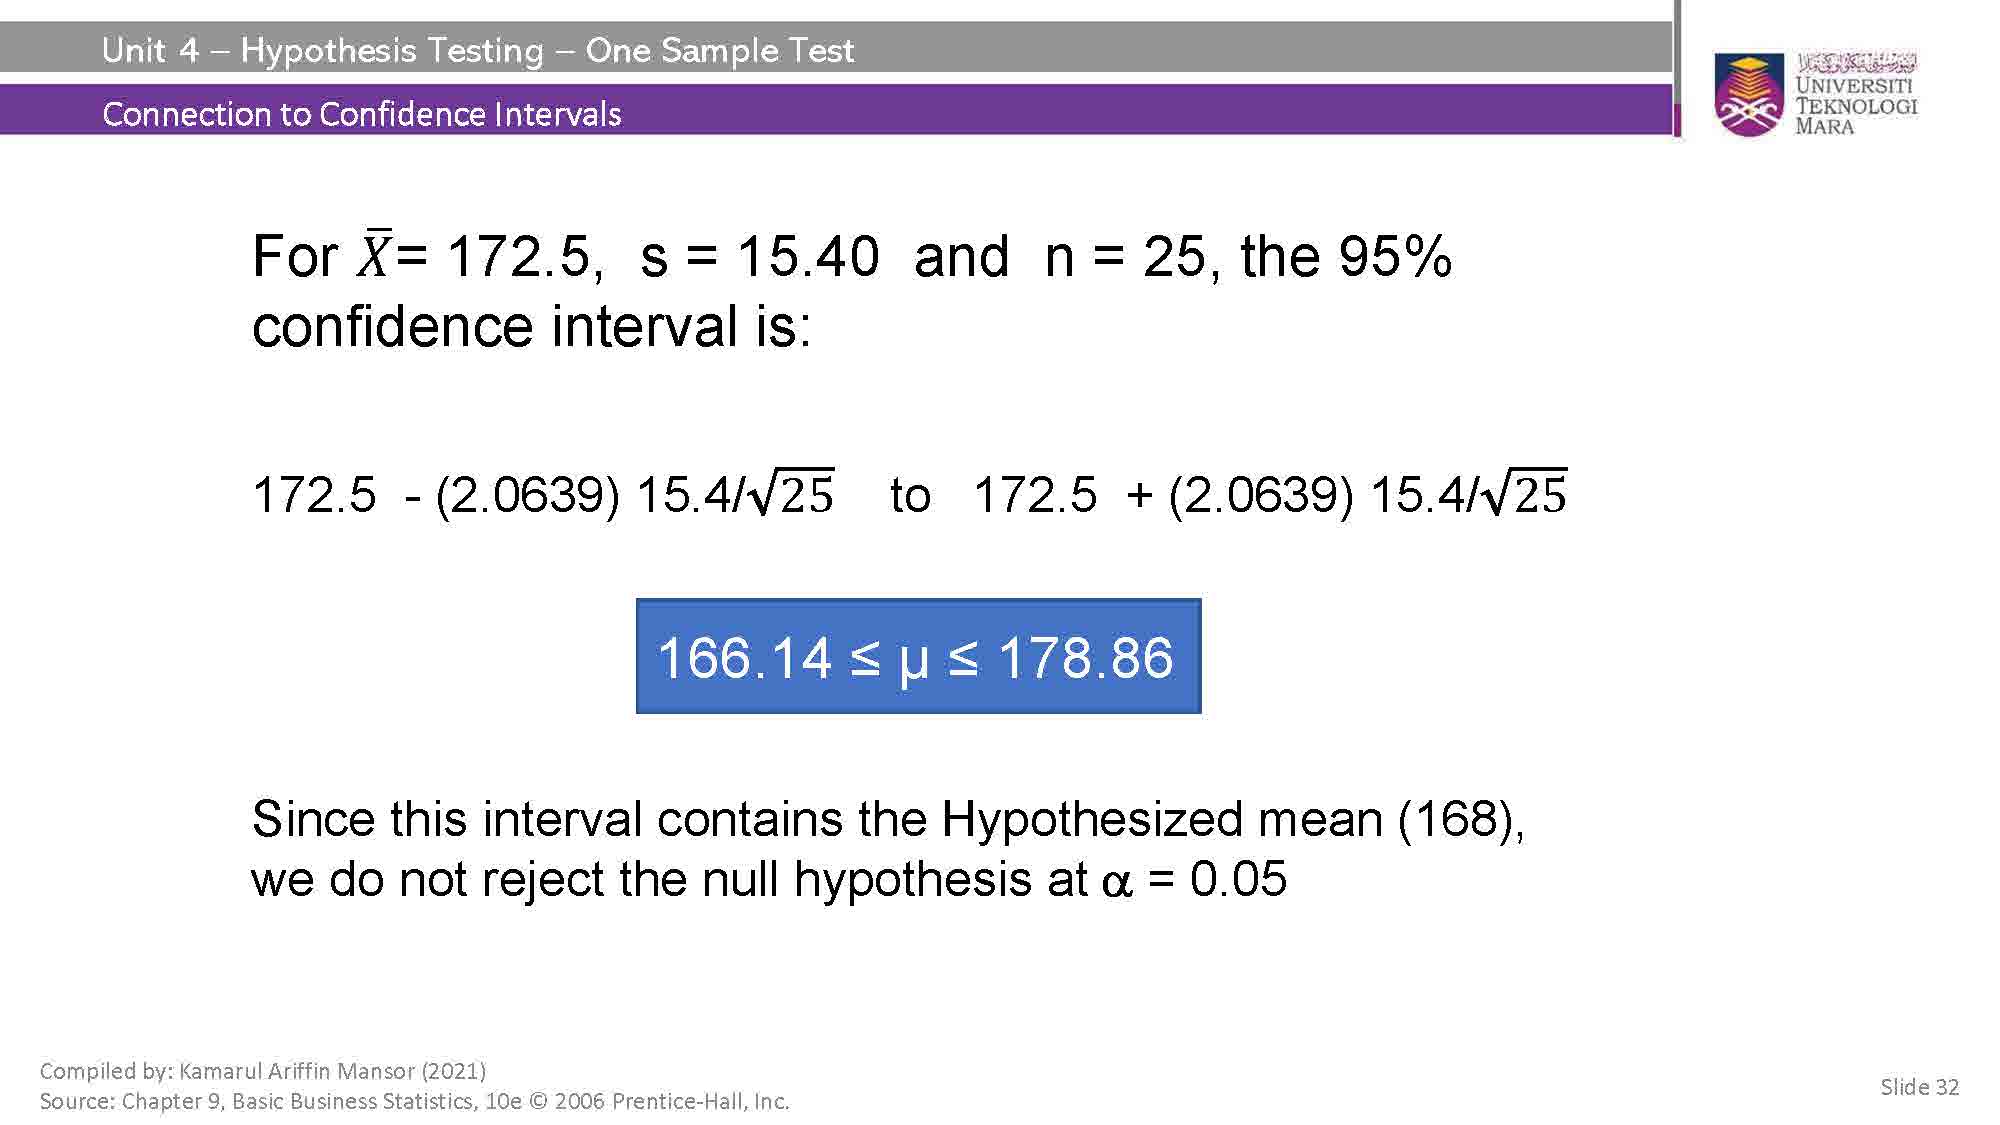 Unit 4 – Hypothesis Testing – One Sample Test
Connection to Confidence Intervals
UNIVERSITI
TEKNOLOGI
MARA
For X̄= 172.5, s = 15.40 and n = 25, the 95%
confidence interval is:
172.5 - (2.0639) 15.4/√25 to 172.5 + (2.0639) 15.4/√25
166.14 ≤ μ ≤ 178.86
Since this interval contains the Hypothesized mean (168),
we do not reject the null hypothesis at α = 0.05
Compiled by: Kamarul Ariffin Mansor (2021)
Source: Chapter 9, Basic Business Statistics, 10e © 2006 Prentice-Hall, Inc.
Slide 32